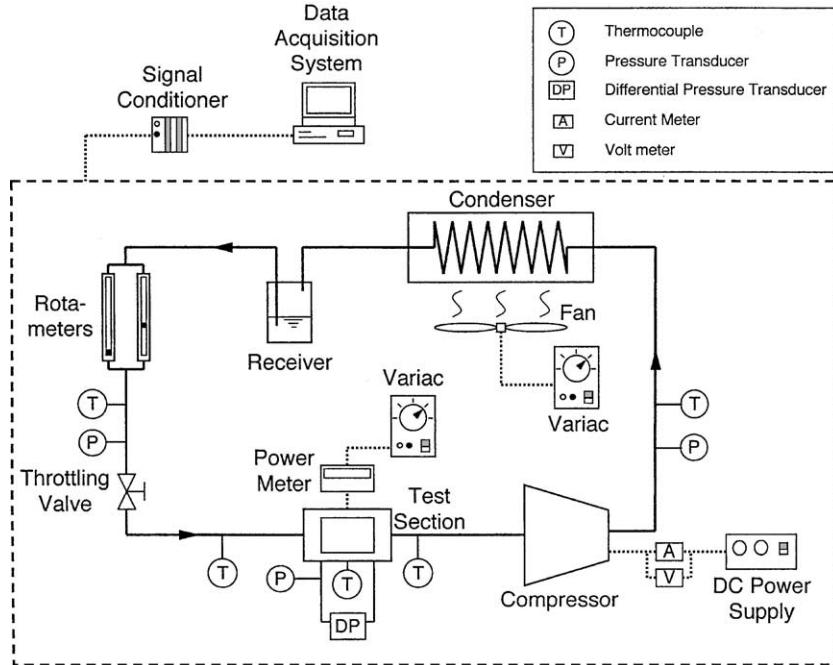 Data
Acquisition
System
Signal
Conditioner
T Thermocouple
P Pressure Transducer
DP Differential Pressure Transducer
A Current Meter
V Volt meter
Condenser
Rota-
meters
Receiver
Fan
Variac
Variac
T
P
T
P
Throttling
Valve
Power
Meter
Test
Section
T
P
T
T
DP
Compressor
A
V
DC Power
Supply